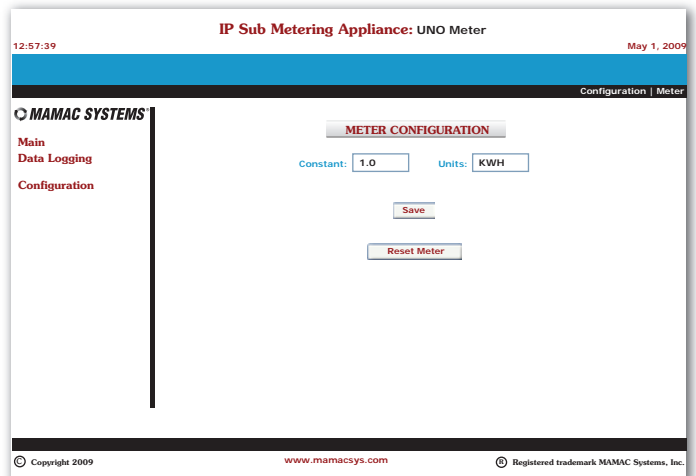 IP Sub Metering Appliance: UNO Meter
12:57:39 May 1, 2009
Configuration | Meter
MAMAC SYSTEMS®
Main
Data Logging
Configuration
METER CONFIGURATION
Constant: 1.0 Units: KWH
Save
Reset Meter
© Copyright 2009 www.mamacsys.com ® Registered trademark MAMAC Systems, Inc.